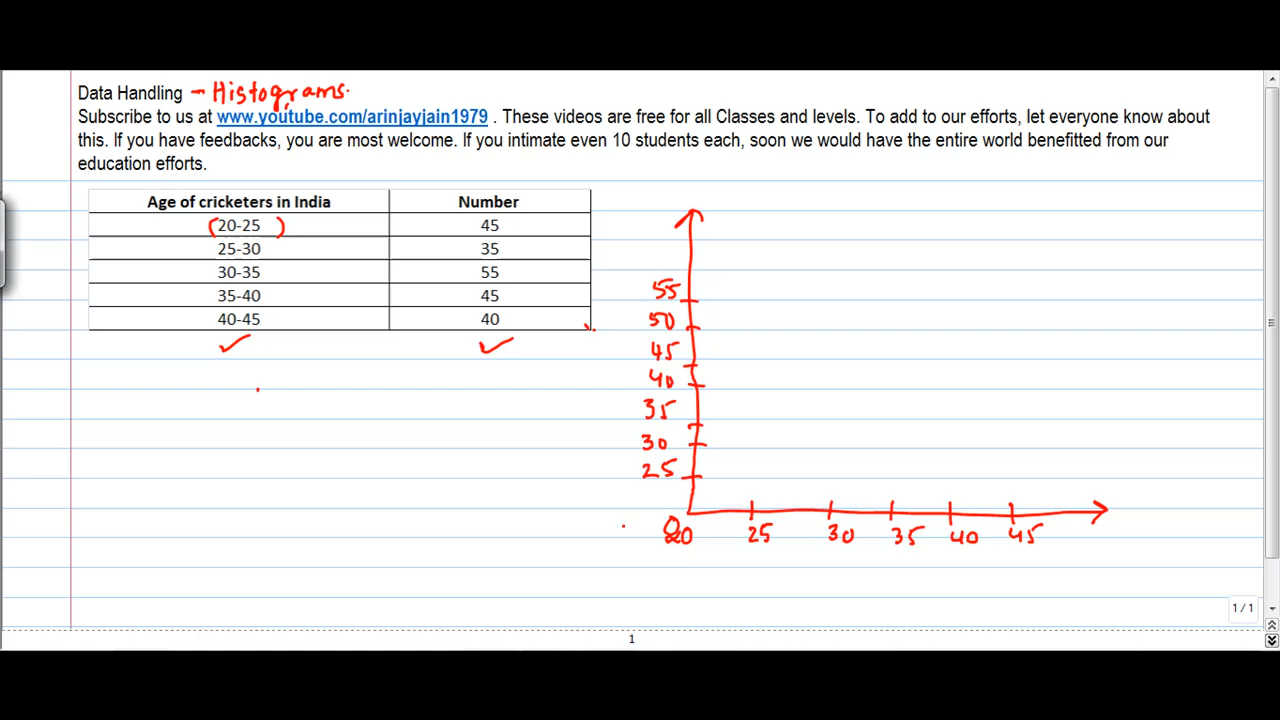 Data Handling - Histograms.
Subscribe to us at www.youtube.com/arinjayjain1979 . These videos are free for all Classes and levels. To add to our efforts, let everyone know about
this. If you have feedbacks, you are most welcome. If you intimate even 10 students each, soon we would have the entire world benefitted from our
education efforts.
Age of cricketers in India Number
(20-25) 45
25-30 35
30-35 55
35-40 45
40-45 40
55
50
45
40
35
30
25
20 25 30 35 40 45
1 / 1
1